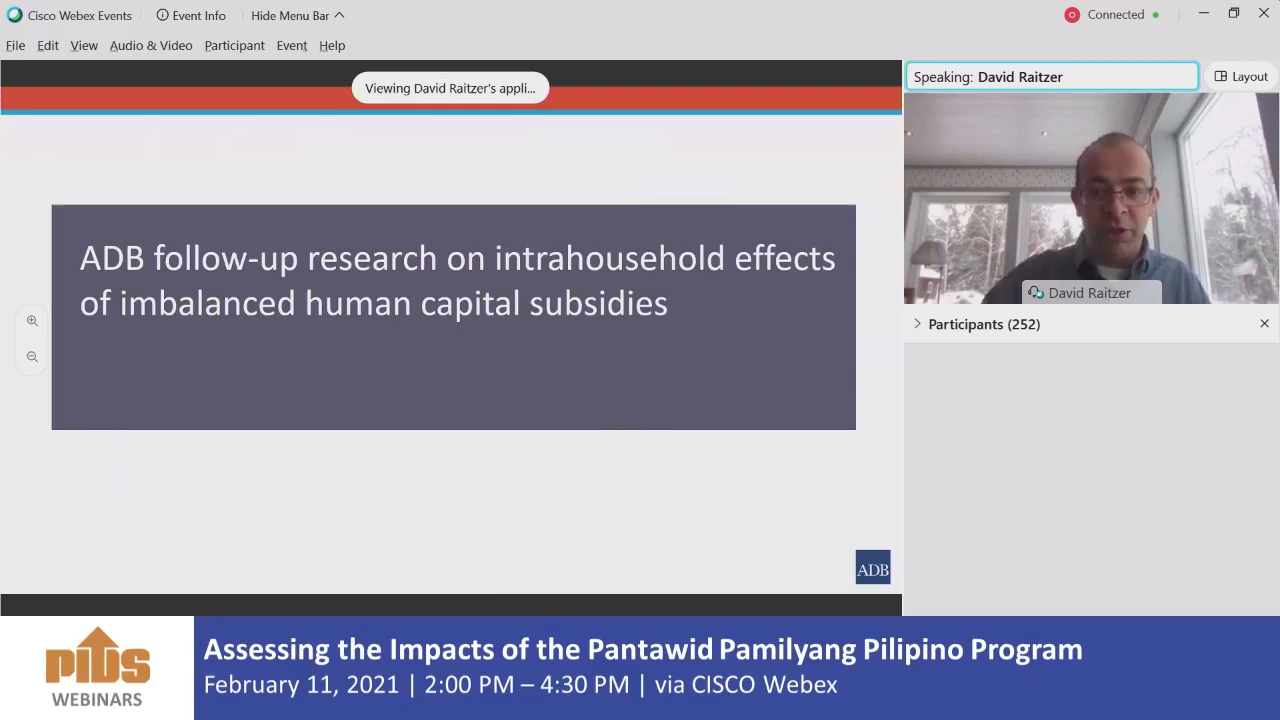 Cisco Webex Events
Event Info
Hide Menu Bar
Connected
File Edit View Audio & Video Participant Event Help
Viewing David Raitzer's appli...
Speaking: David Raitzer
Layout
ADB follow-up research on intrahousehold effects
of imbalanced human capital subsidies
David Raitzer
Participants (252)
ADB
PIDS
WEBINARS
Assessing the Impacts of the Pantawid Pamilyang Pilipino Program
February 11, 2021 | 2:00 PM – 4:30 PM | via CISCO Webex